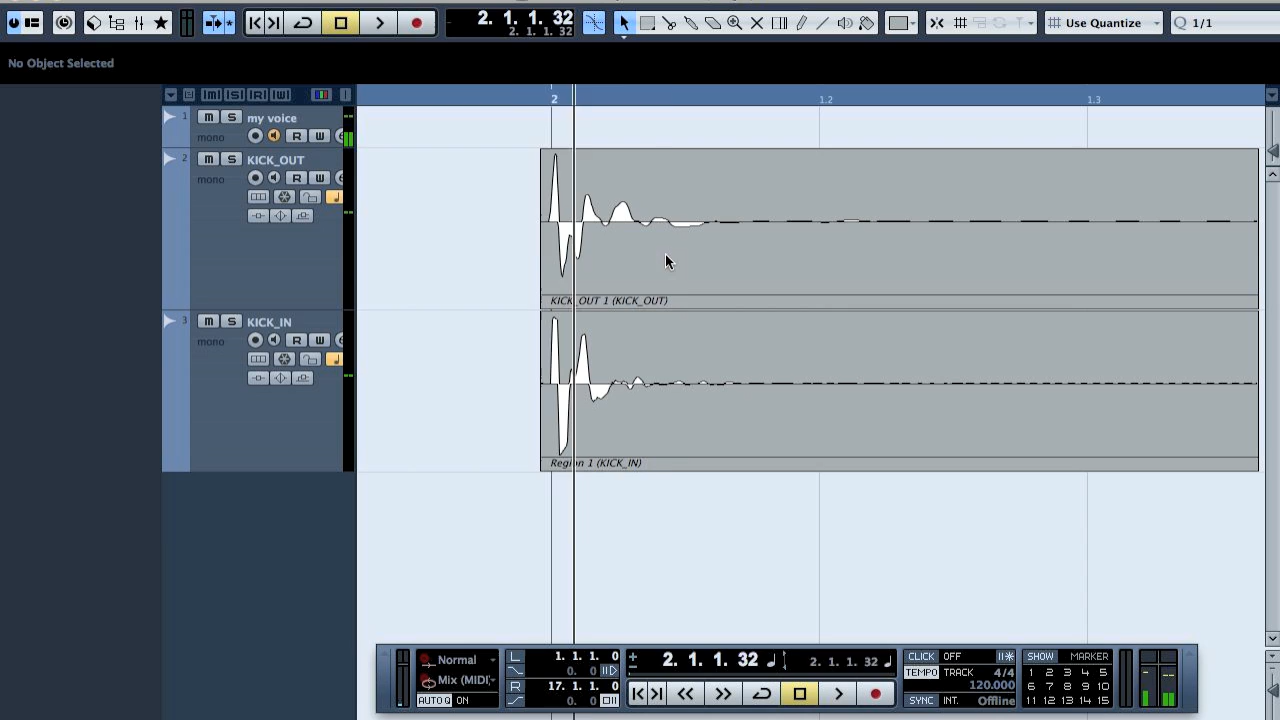 2. 1. 1. 32
2. 1. 1. 32
Use Quantize
1/1
No Object Selected
M S R W
2 1.2 1.3
1 m S my voice
mono R W
2 m S KICK_OUT
mono R W
KICK_OUT 1 (KICK_OUT)
3 m S KICK_IN
mono R W
Region 1 (KICK_IN)
Normal
Mix (MIDI)
AUTO Q ON
L 1. 1. 1. 0
0. 0
R 17. 1. 1. 0
0. 0
2. 1. 1. 32 2. 1. 1. 32
CLICK OFF
TEMPO TRACK 4/4
120.000
SYNC INT. Offline
SHOW MARKER
1 2 3 4 5
6 7 8 9 10
11 12 13 14 15